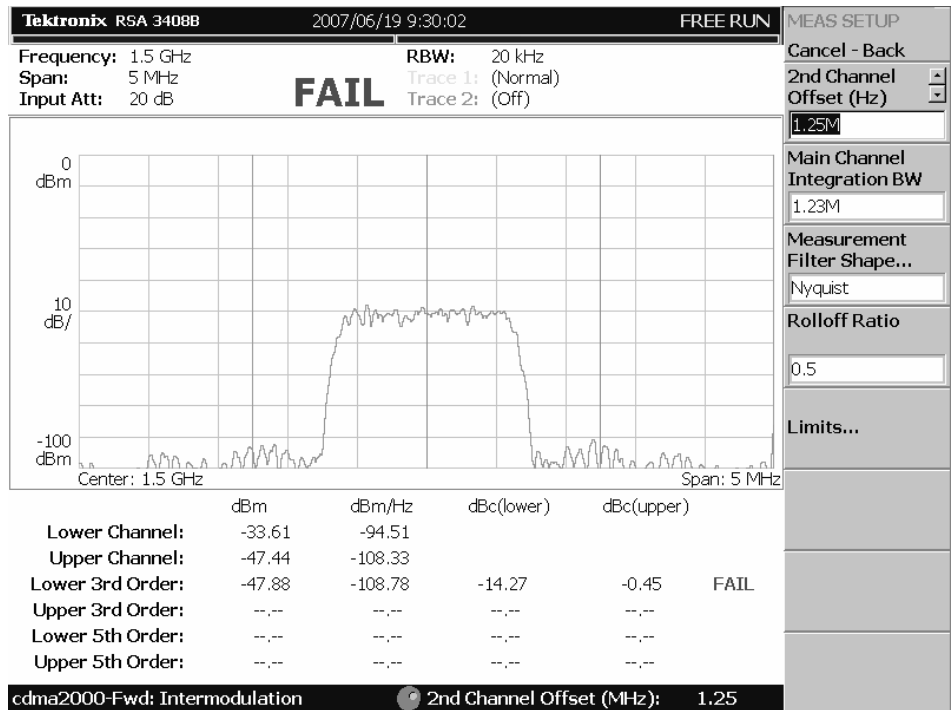 Tektronix RSA 3408B 2007/06/19 9:30:02 FREE RUN
Frequency: 1.5 GHz RBW: 20 kHz
Span: 5 MHz Trace 1: (Normal)
Input Att: 20 dB FAIL Trace 2: (Off)
0
dBm
10
dB/
-100
dBm
Center: 1.5 GHz Span: 5 MHz
dBm dBm/Hz dBc(lower) dBc(upper)
Lower Channel: -33.61 -94.51
Upper Channel: -47.44 -108.33
Lower 3rd Order: -47.88 -108.78 -14.27 -0.45 FAIL
Upper 3rd Order: --.-- --.-- --.-- --.--
Lower 5th Order: --.-- --.-- --.-- --.--
Upper 5th Order: --.-- --.-- --.-- --.--
cdma2000-Fwd: Intermodulation 2nd Channel Offset (MHz): 1.25
MEAS SETUP
Cancel - Back
2nd Channel
Offset (Hz)
1.25M
Main Channel
Integration BW
1.23M
Measurement
Filter Shape...
Nyquist
Rolloff Ratio
0.5
Limits...